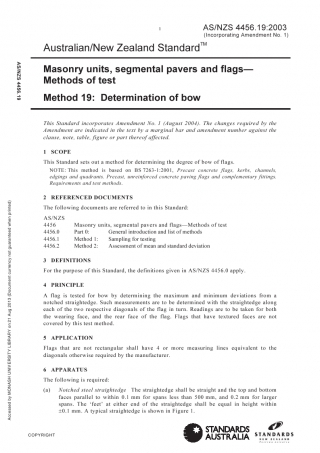 1
AS/NZS 4456.19:2003
(Incorporating Amendment No. 1)
Australian/New Zealand Standard™
Masonry units, segmental pavers and flags—
Methods of test
Method 19: Determination of bow
This Standard incorporates Amendment No. 1 (August 2004). The changes required by the
Amendment are indicated in the text by a marginal bar and amendment number against the
clause, note, table, figure or part thereof affected.
1 SCOPE
This Standard sets out a method for determining the degree of bow of flags.
NOTE: This method is based on BS 7263-1:2001, Precast concrete flags, kerbs, channels,
edgings and quadrants. Precast, unreinforced concrete paving flags and complementary fittings.
Requirements and test methods.
2 REFERENCED DOCUMENTS
The following documents are referred to in this Standard:
AS/NZS
4456 Masonry units, segmental pavers and flags—Methods of test
4456.0 Part 0: General introduction and list of methods
4456.1 Method 1: Sampling for testing
4456.2 Method 2: Assessment of mean and standard deviation
3 DEFINITIONS
For the purpose of this Standard, the definitions given in AS/NZS 4456.0 apply.
4 PRINCIPLE
A flag is tested for bow by determining the maximum and minimum deviations from a
notched straightedge. Such measurements are to be determined with the straightedge along
each of the two respective diagonals of the flag in turn. Readings are to be taken for both
the wearing face, and the rear face of the flag. Flags that have textured faces are not
covered by this test method.
5 APPLICATION
Flags that are not rectangular shall have 4 or more measuring lines equivalent to the
diagonals otherwise required by the manufacturer.
6 APPARATUS
The following is required:
(a) Notched steel straightedge The straightedge shall be straight and the top and bottom
faces parallel to within 0.1 mm for spans less than 500 mm, and 0.2 mm for larger
spans. The ‘feet’ at either end of the straightedge shall be equal in height within
±0.1 mm. A typical straightedge is shown in Figure 1.
COPYRIGHT
STANDARDS
AUSTRALIA
STANDARDS
NEW ZEALAND
AS/NZS 4456.19
Accessed by MONASH UNIVERSITY LIBRARY on 21 Aug 2012 (Document currency not guaranteed when printed)